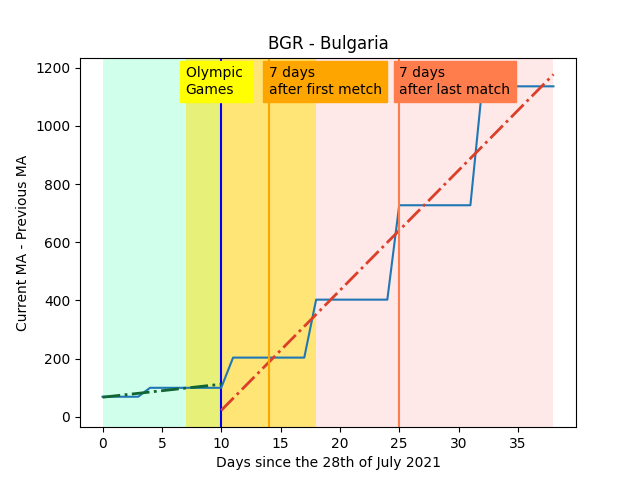 BGR - Bulgaria
Olympic
Games
7 days
after first metch
7 days
after last match
Current MA - Previous MA
1200
1000
800
600
400
200
0
0 5 10 15 20 25 30 35
Days since the 28th of July 2021